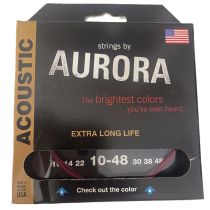 ACOUSTIC
strings by
AURORA
The brightest colors
you've ever heard.
EXTRA LONG LIFE
14 22 10-48 30 38
Check out the color
USA